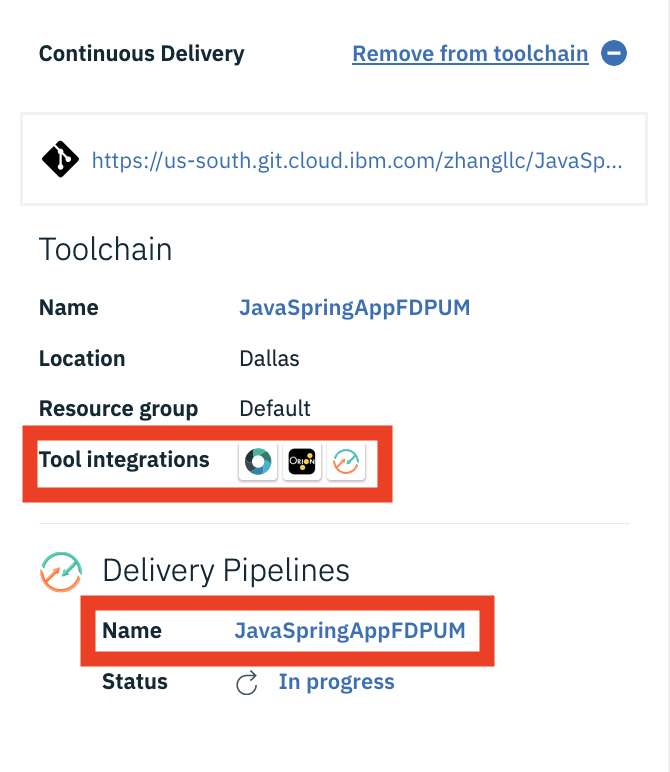 Continuous Delivery Remove from toolchain
https://us-south.git.cloud.ibm.com/zhangllc/JavaSp...
Toolchain
Name JavaSpringAppFDPUM
Location Dallas
Resource group Default
Tool integrations ORION
Delivery Pipelines
Name JavaSpringAppFDPUM
Status In progress